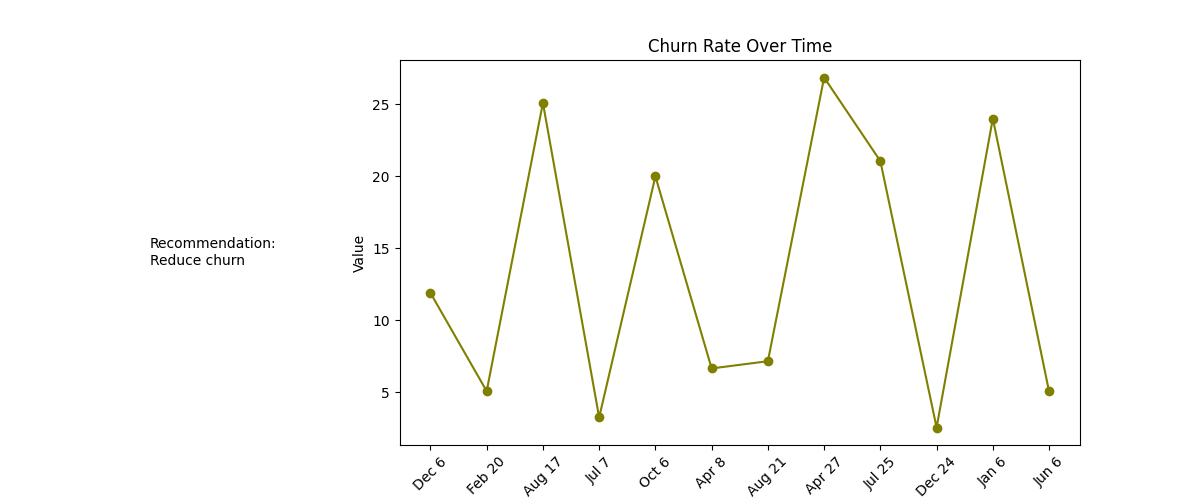 Churn Rate Over Time
Recommendation:
Reduce churn
Value
25
20
15
10
5
Dec 6
Feb 20
Aug 17
Jul 7
Oct 6
Apr 8
Aug 21
Apr 27
Jul 25
Dec 24
Jan 6
Jun 6